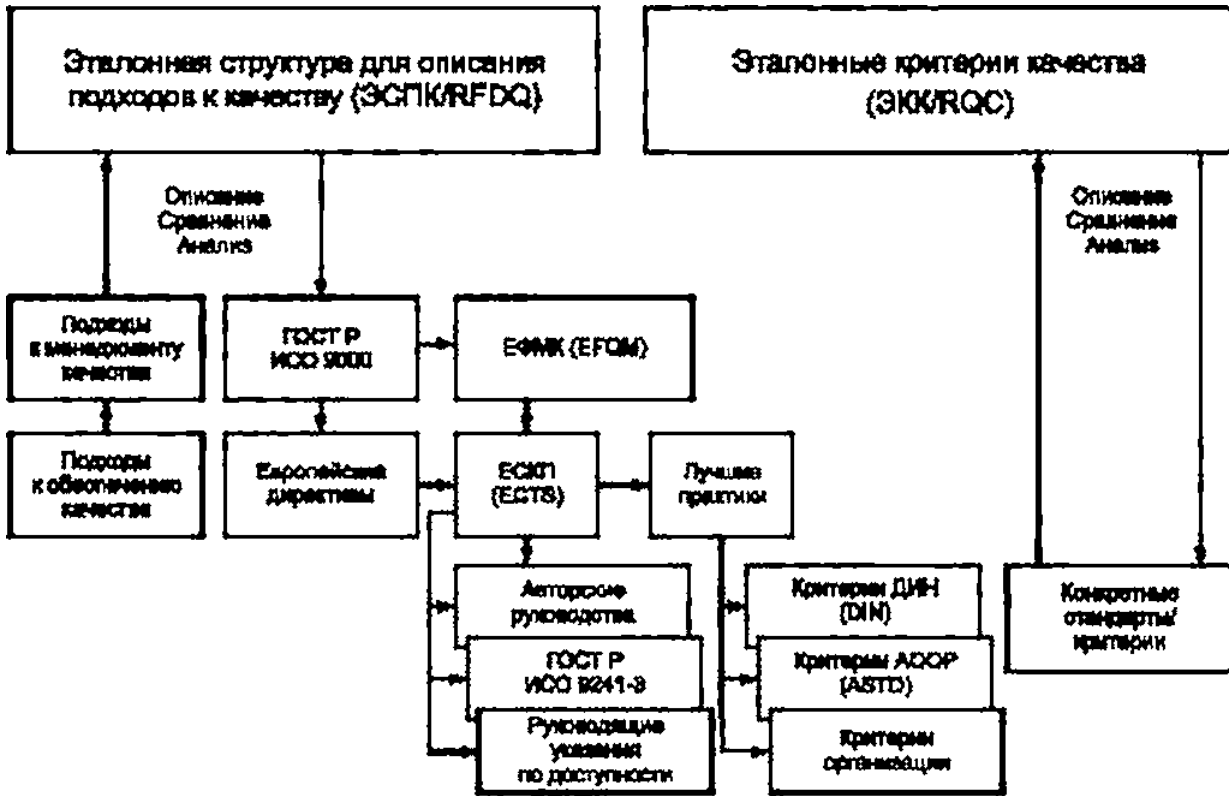 Эталонная структура для описания
подходов к качеству (ЭСПК/RFDQ)
Эталонные критерии качества
(ЭКК/RQC)
Описание
Сравнение
Анализ
Описание
Сравнение
Анализ
Подходы
к менеджменту
качества
ГОСТ Р
ИСО 9000
ЕФМК (EFQM)
Подходы
к обеспечению
качества
Европейские
директивы
ЕСКП
(ECTS)
Лучшие
практики
Авторские
руководства
Критерии ДИН
(DIN)
Конкретные
стандарты/
критерии
ГОСТ Р
ИСО 9241-3
Критерии АООР
(ASTD)
Руководящие
указания
по доступности
Критерии
организации